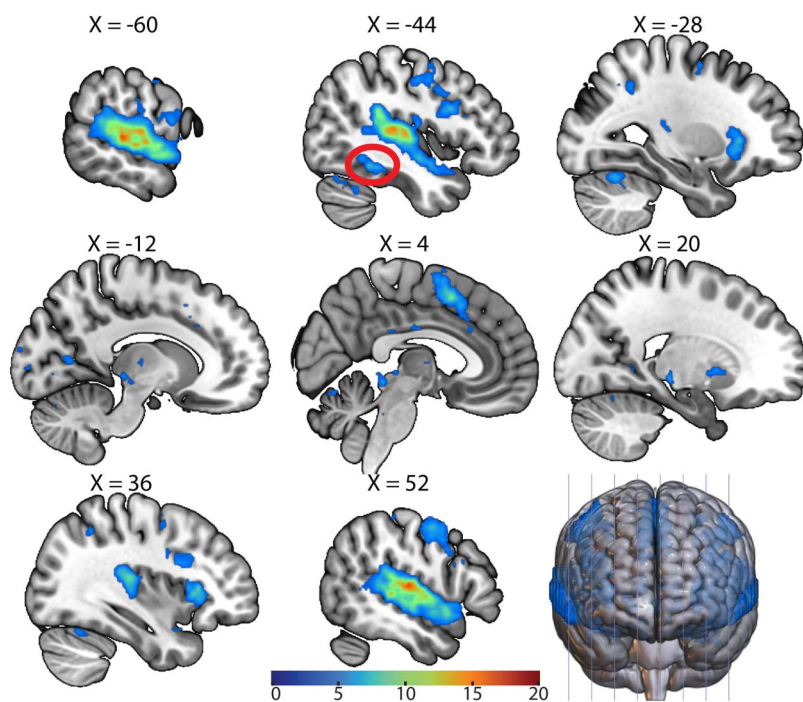 X = -60
X = -44
X = -28
X = -12
X = 4
X = 20
X = 36
X = 52
0 5 10 15 20